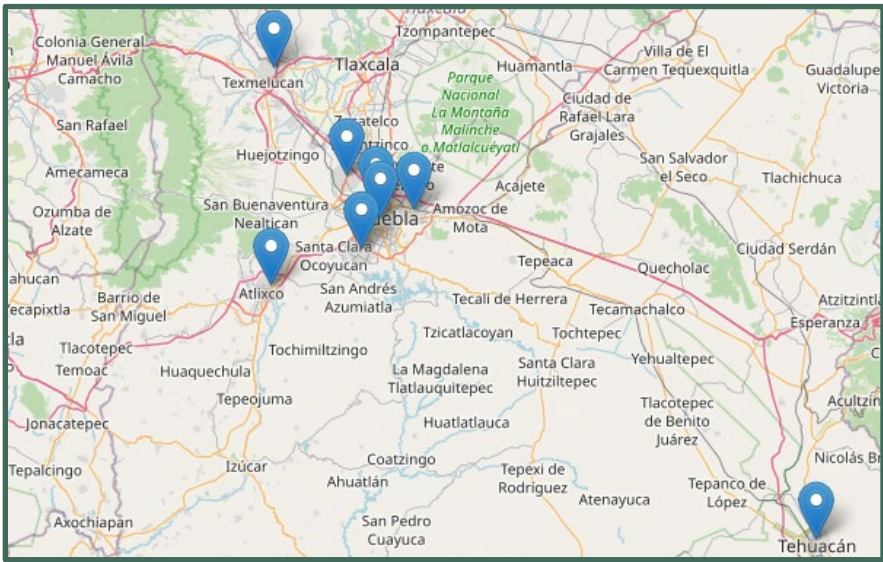 Tlaxcala
Tzompantepec
Colonia General
Manuel Ávila
Camacho
Texmelucan
Tlaxcala
Huamantla
Villa de El
Carmen Tequexquitla
Guadalupe
Victoria
Parque
Nacional
La Montaña
Malinche
o Matlalcuéyatl
Ciudad de
Rafael Lara
Grajales
San Rafael
Huejotzingo
Amecameca
San Salvador
el Seco
Tlachichuca
Acajete
San Buenaventura
Nealtican
Ozumba de
Alzate
Amozoc de
Mota
Santa Clara
Ocoyucan
Ciudad Serdán
Tepeaca
Quecholac
Atlixco
San Andrés
Azumiatla
Barrio de
San Miguel
Tecali de Herrera
Tecamachalco
Esperanza
Tzicatlacoyan
Tochtepec
Tlacotepec
Temoac
Tochimiltzingo
Huaquechula
La Magdalena
Tlatlauquitepec
Santa Clara
Huitziltepec
Yehualtepec
Tepeojuma
Tlacotepec
de Benito
Juárez
Jonacatepec
Huatlatlauca
Tepalcingo
Izúcar
Coatzingo
Ahuatlán
Tepexi de
Rodriguez
Atenayuca
Tepanco de
López
Axochiapan
San Pedro
Cuayuca
Tehuacán